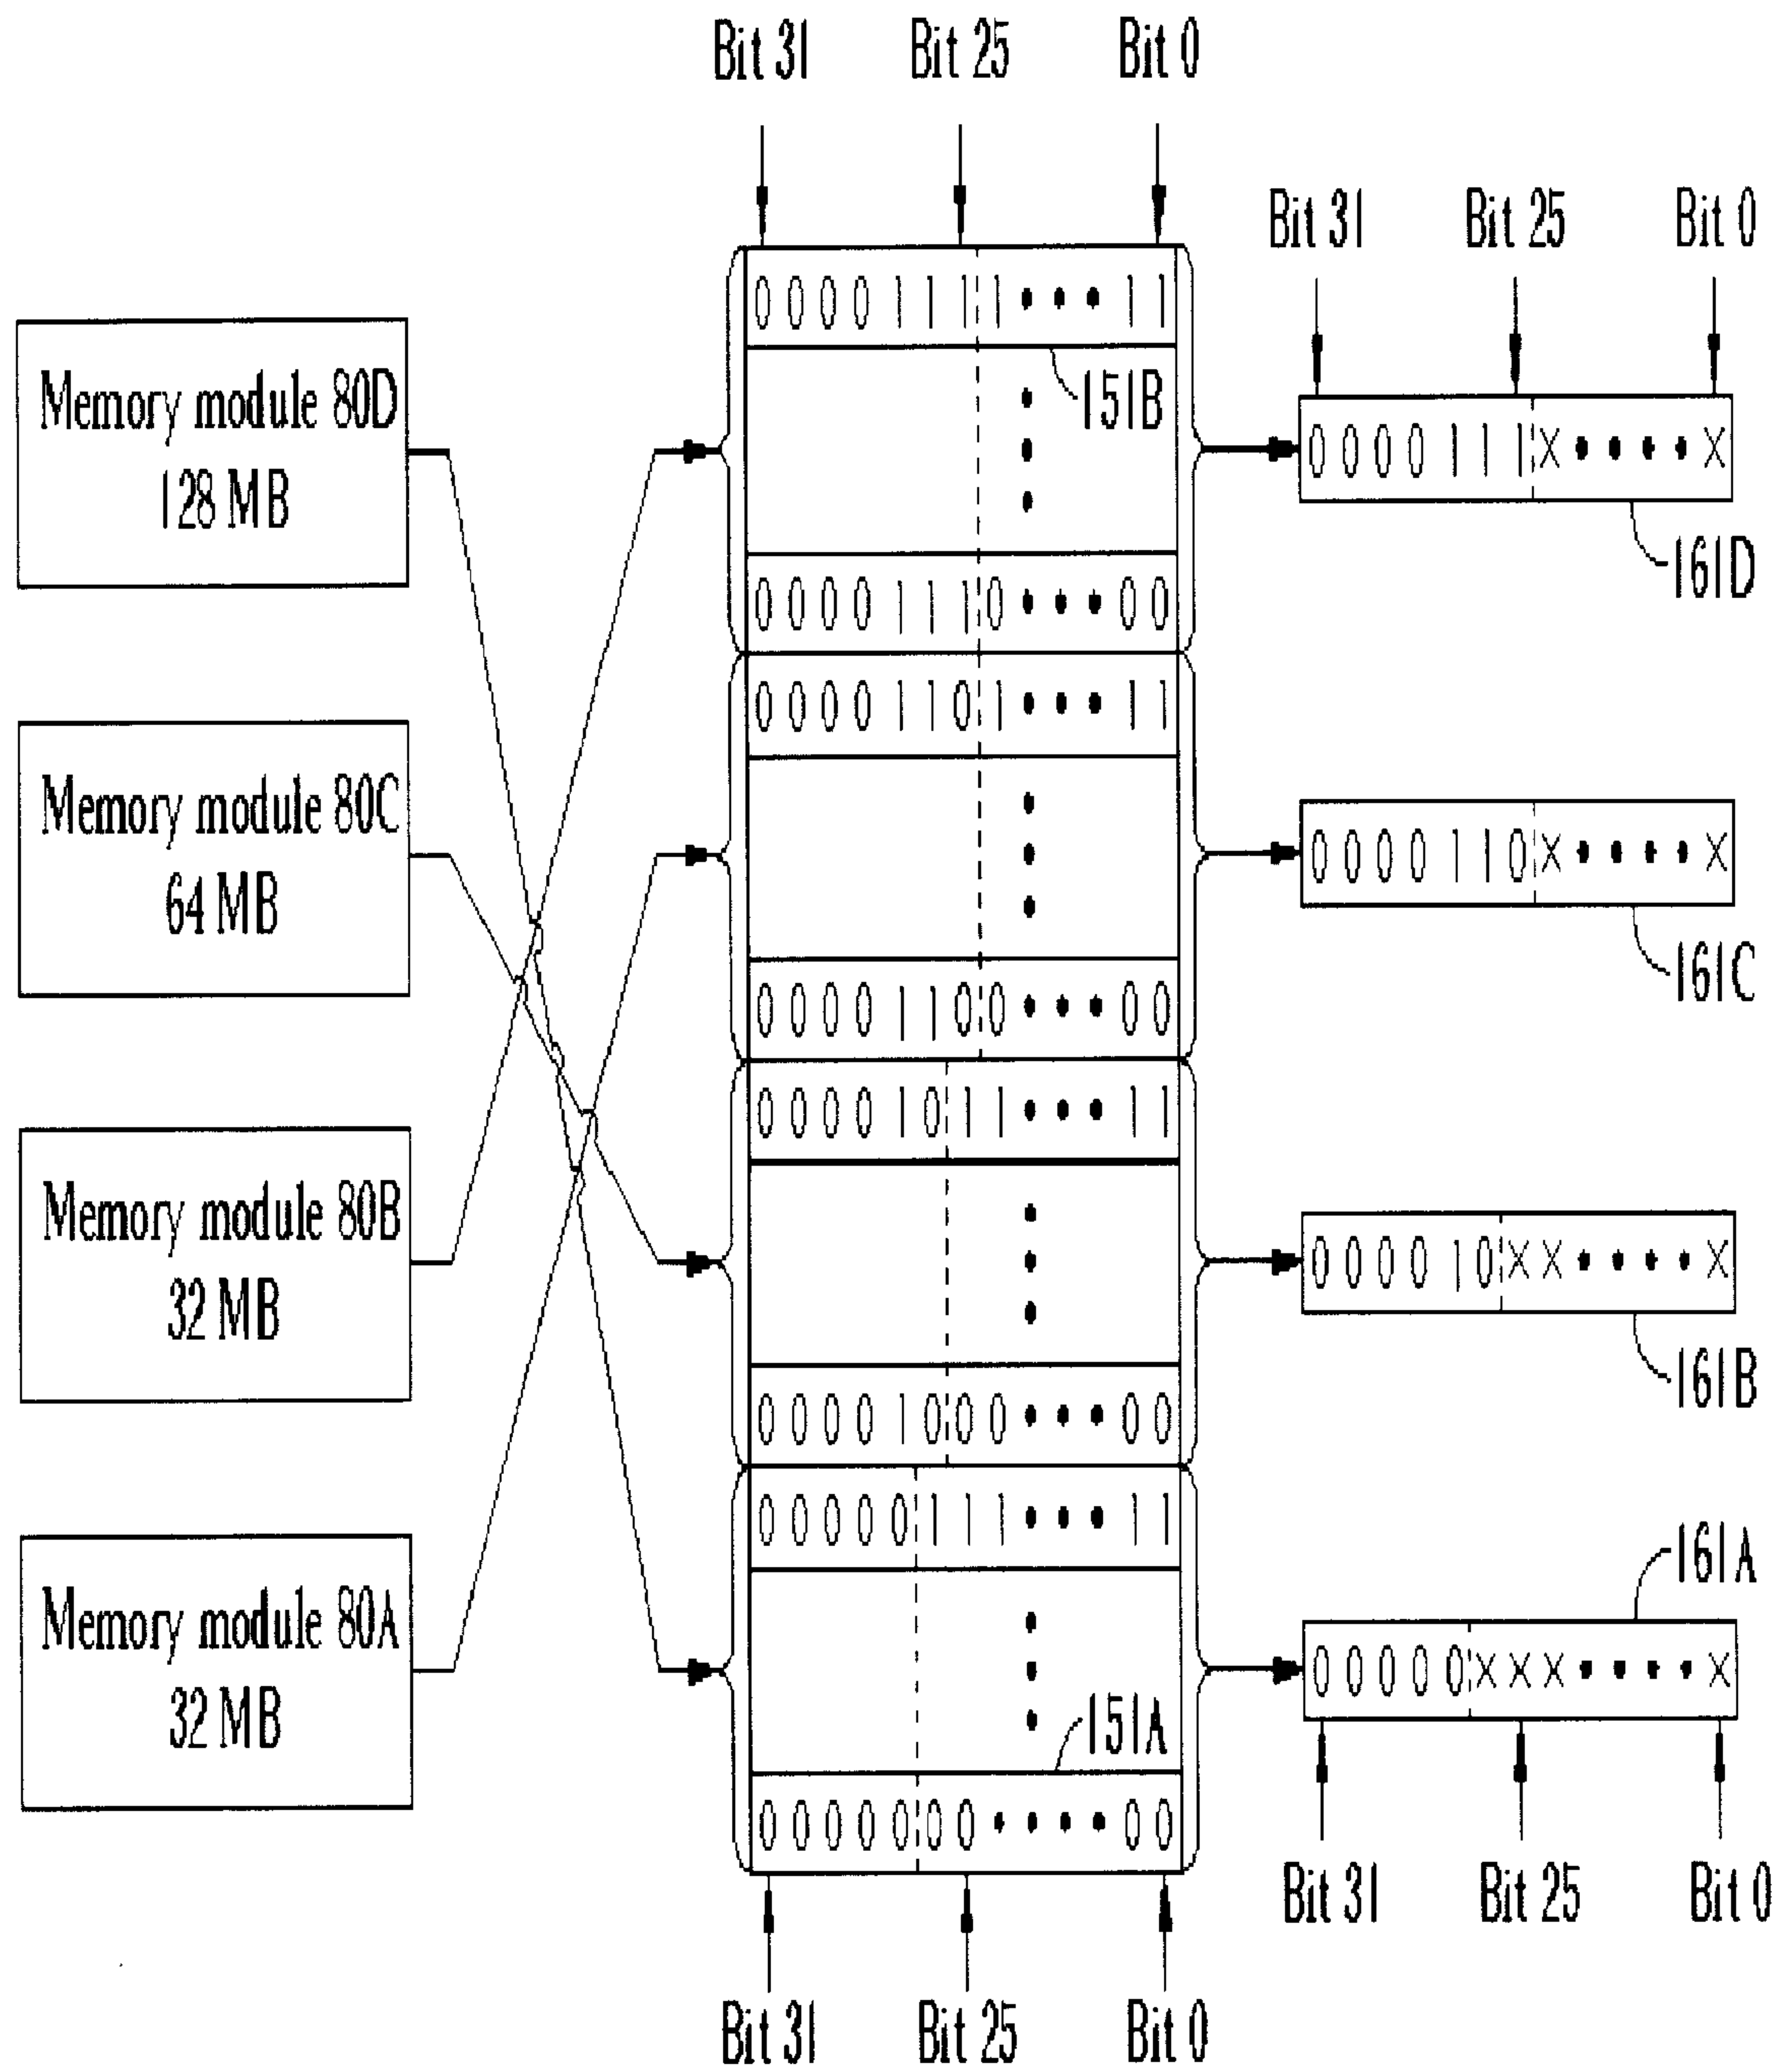 Bit 31 Bit 25 Bit 0
Bit 31 Bit 25 Bit 0
0 0 0 0 1 1 1 1 • • • 1 1
Memory module 80D
128 MB
151B
0 0 0 0 1 1 1 X • • • • X
161D
0 0 0 0 1 1 1 0 • • • 0 0
0 0 0 0 1 1 0 1 • • • 1 1
Memory module 80C
64 MB
0 0 0 0 1 1 0 X • • • • X
161C
0 0 0 0 1 1 0 0 • • • 0 0
0 0 0 0 1 0 1 1 • • • 1 1
Memory module 80B
32 MB
0 0 0 0 1 0 X X • • • • X
161B
0 0 0 0 1 0 0 0 • • • 0 0
0 0 0 0 0 1 1 1 • • • 1 1
161A
Memory module 80A
32 MB
0 0 0 0 0 X X X • • • • X
151A
0 0 0 0 0 0 0 • • • • 0 0
Bit 31 Bit 25 Bit 0
Bit 31 Bit 25 Bit 0